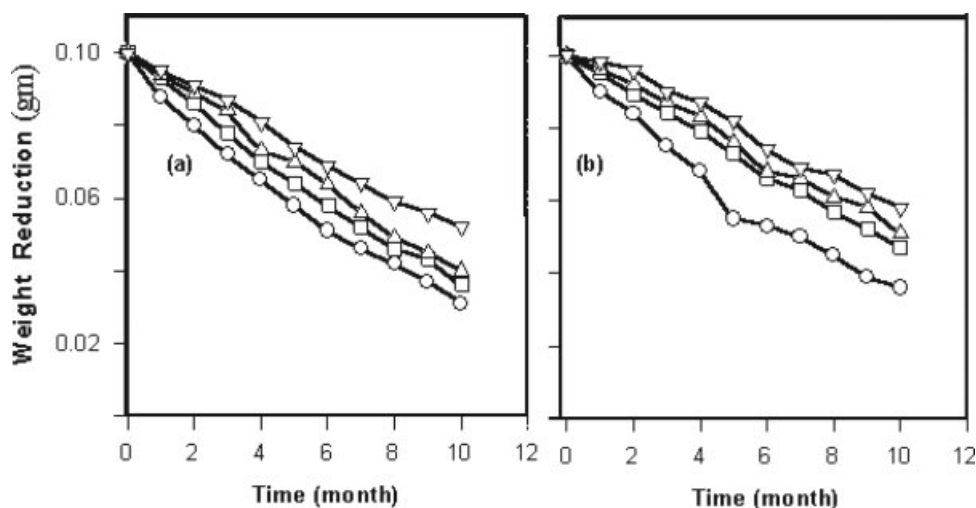 Weight Reduction (gm)
0.10
0.06
0.02
(a)
0 2 4 6 8 10 12
Time (month)
(b)
0 2 4 6 8 10 12
Time (month)